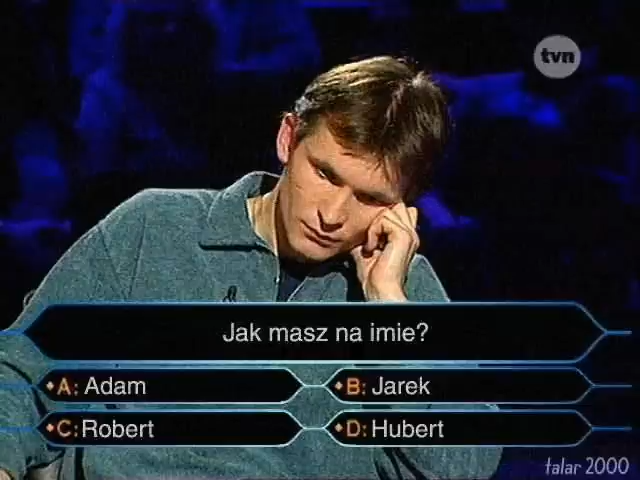 tvn
Jak masz na imie?
A: Adam
B: Jarek
C: Robert
D: Hubert
talar 2000